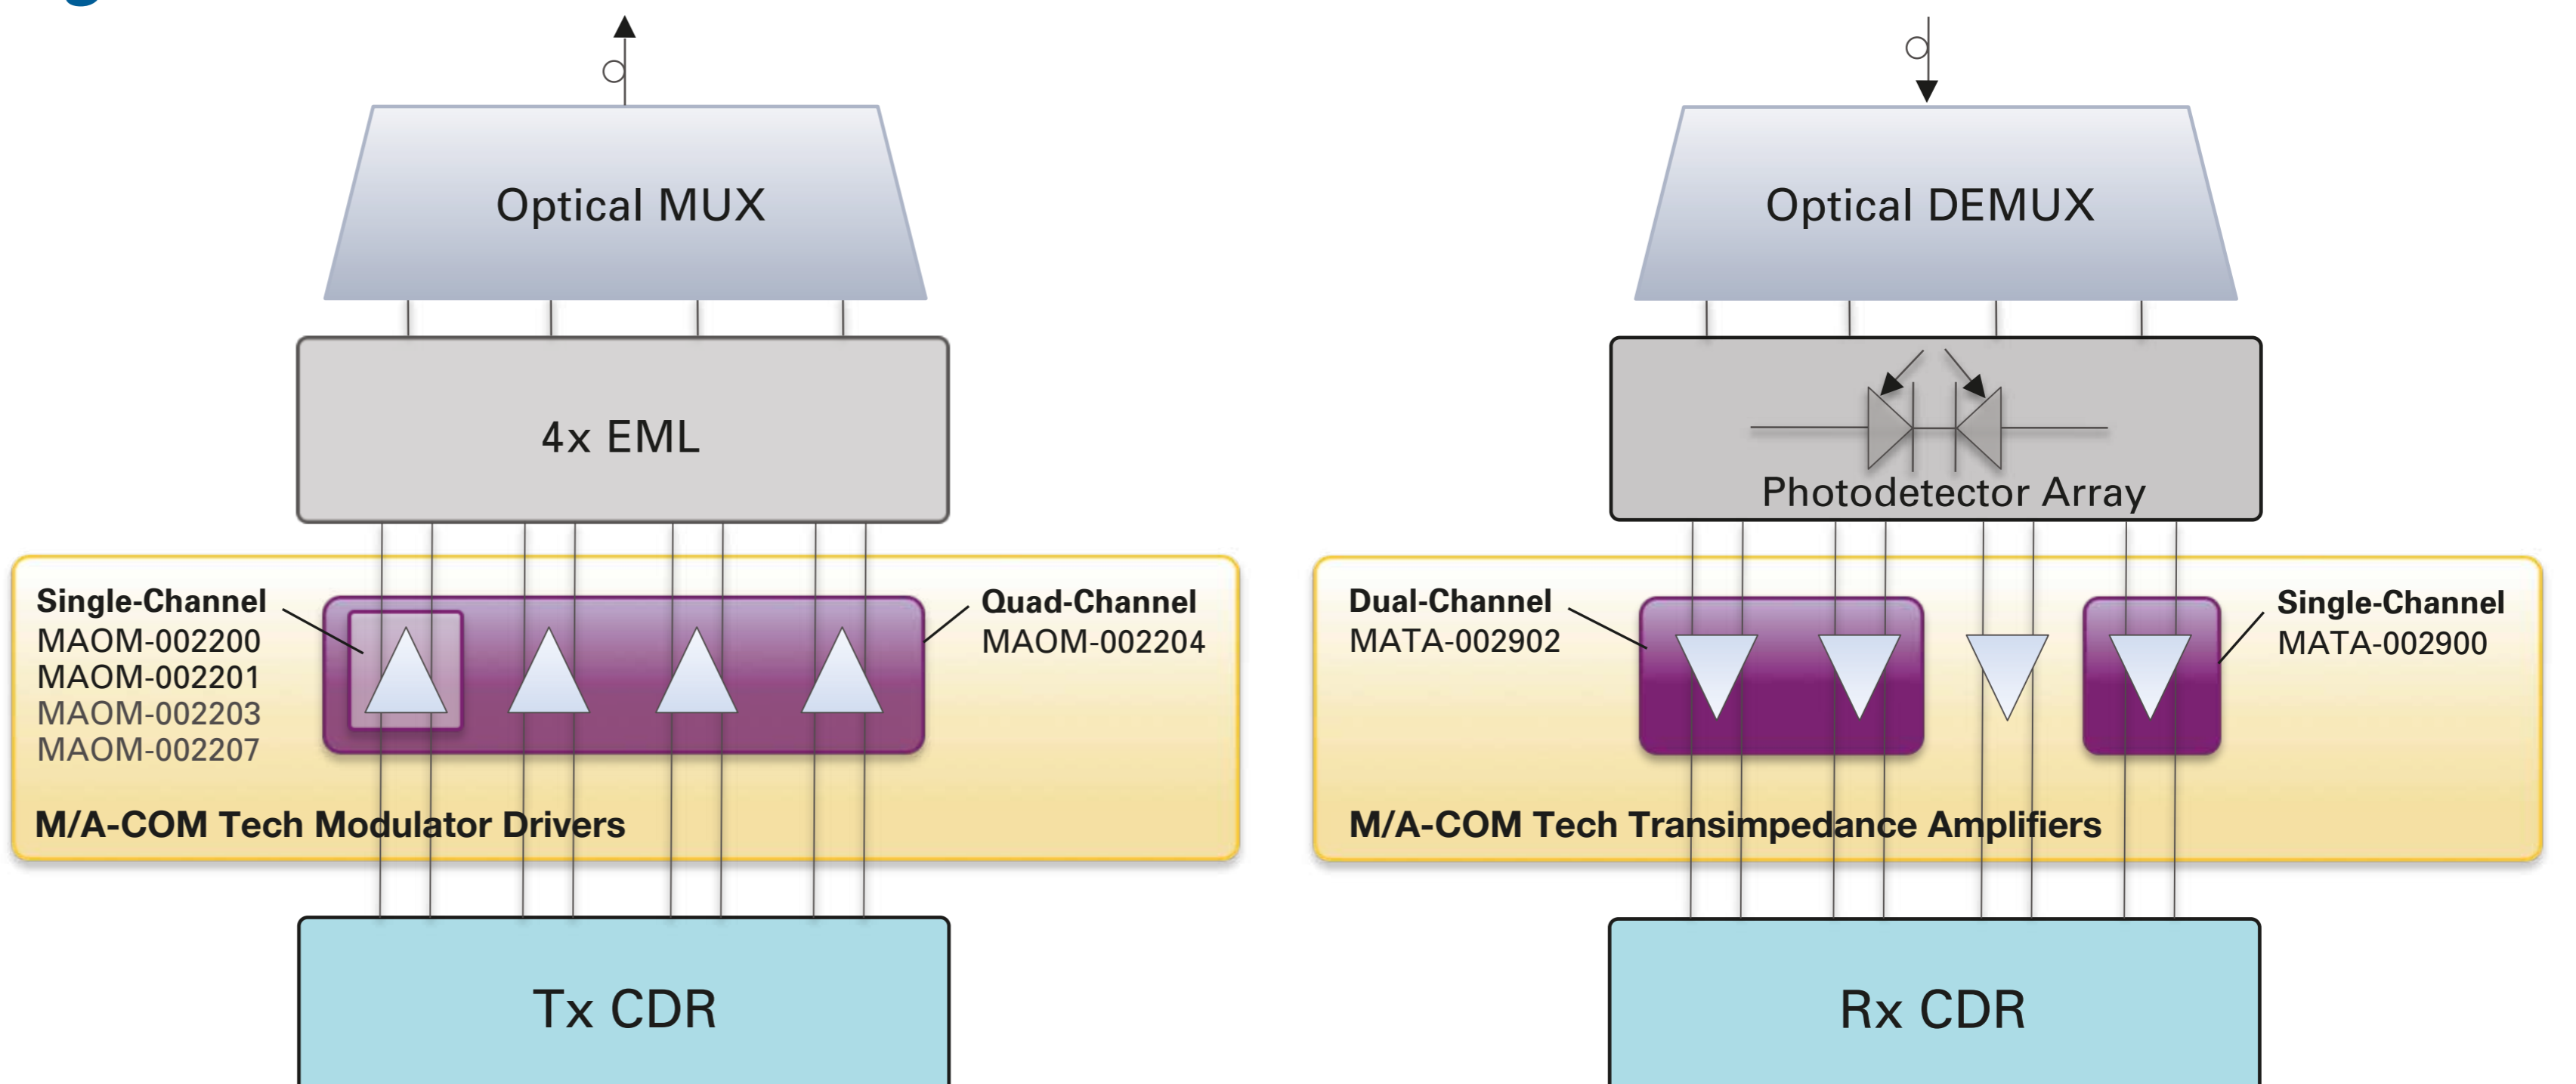 Optical MUX
4x EML
Single-Channel
MAOM-002200
MAOM-002201
MAOM-002203
MAOM-002207
Quad-Channel
MAOM-002204
M/A-COM Tech Modulator Drivers
Tx CDR
Optical DEMUX
Photodetector Array
Dual-Channel
MATA-002902
Single-Channel
MATA-002900
M/A-COM Tech Transimpedance Amplifiers
Rx CDR